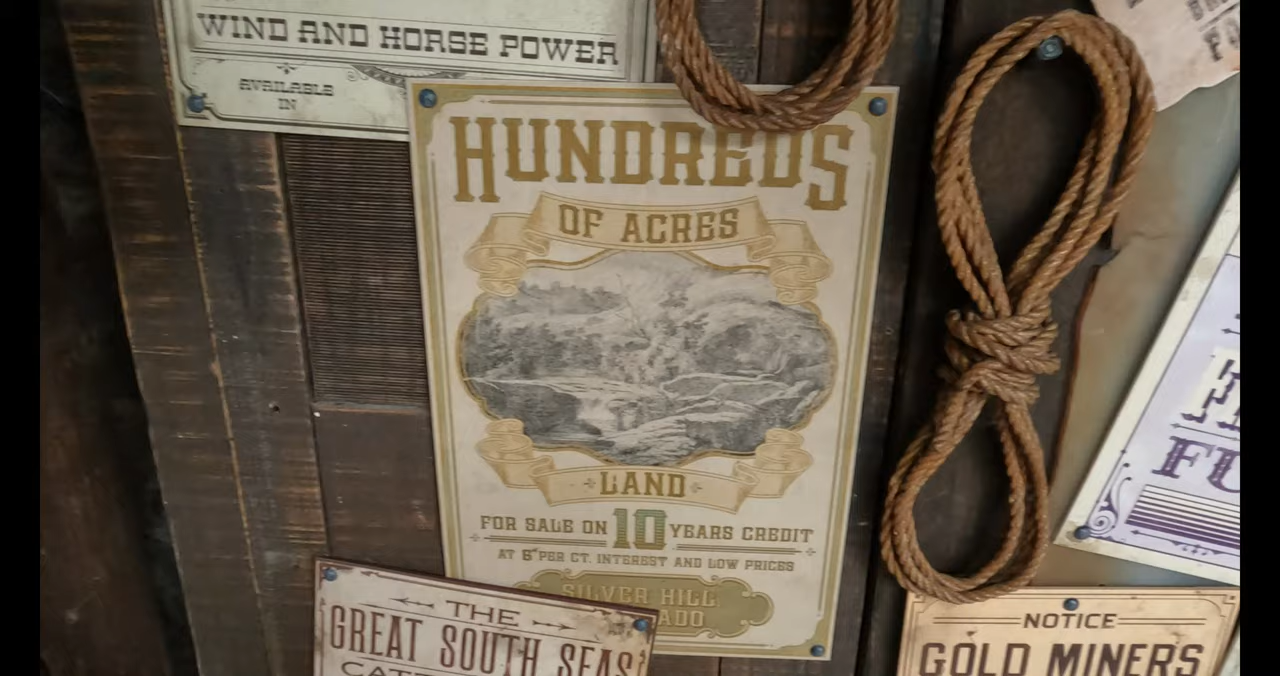 WIND AND HORSE POWER
AVAILABLE
IN
HUNDREDS
OF ACRES
LAND
FOR SALE ON 10 YEARS CREDIT
AT 6 PER CT. INTEREST AND LOW PRICES
SILVER HILL
THE
GREAT SOUTH SEAS
NOTICE
GOLD MINERS